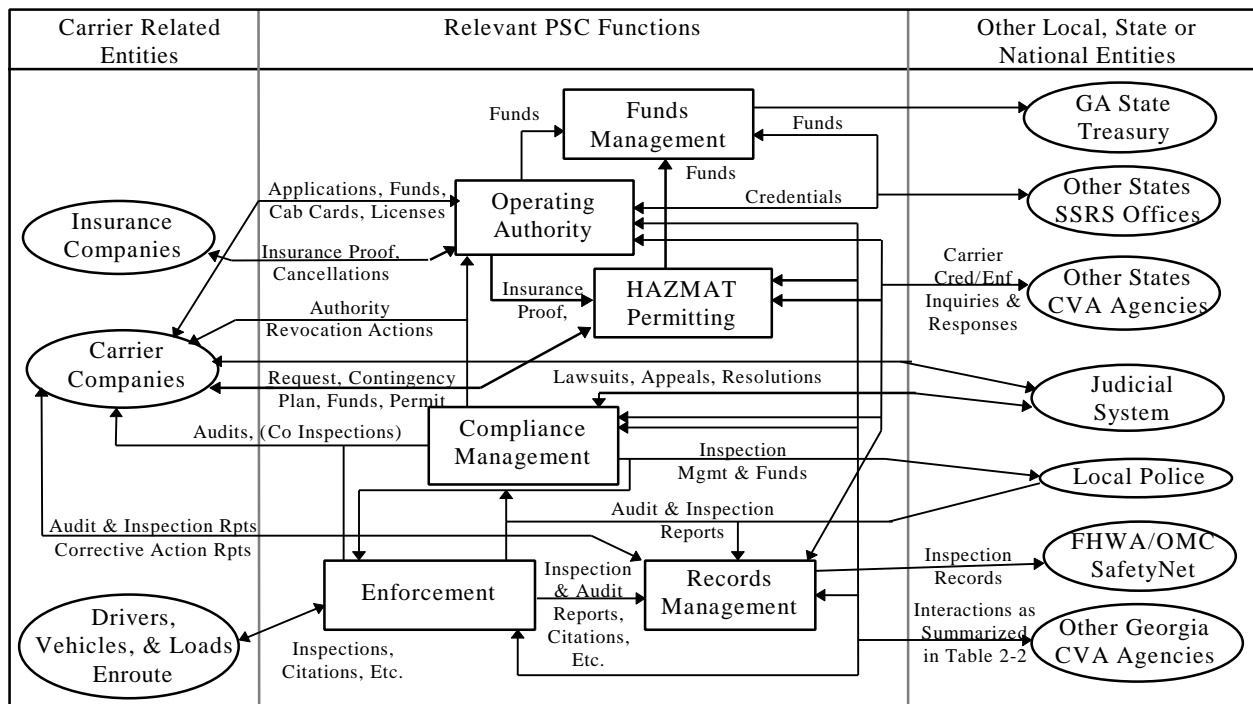 Carrier Related
Entities
Relevant PSC Functions
Other Local, State or
National Entities
Funds
Management
Funds
Funds
Funds
GA State
Treasury
Applications, Funds,
Cab Cards, Licenses
Operating
Authority
Credentials
Other States
SSRS Offices
Insurance
Companies
Insurance Proof,
Cancellations
Insurance
Proof,
HAZMAT
Permitting
Carrier
Cred/Enf
Inquiries &
Responses
Other States
CVA Agencies
Authority
Revocation Actions
Carrier
Companies
Request, Contingency
Plan, Funds, Permit
Lawsuits, Appeals, Resolutions
Judicial
System
Audits, (Co Inspections)
Compliance
Management
Inspection
Mgmt & Funds
Local Police
Audit & Inspection Rpts
Corrective Action Rpts
Audit & Inspection
Reports
Enforcement
Inspection
& Audit
Reports,
Citations,
Etc.
Records
Management
Inspection
Records
FHWA/OMC
SafetyNet
Drivers,
Vehicles, & Loads
Enroute
Inspections,
Citations, Etc.
Interactions as
Summarized
in Table 2-2
Other Georgia
CVA Agencies